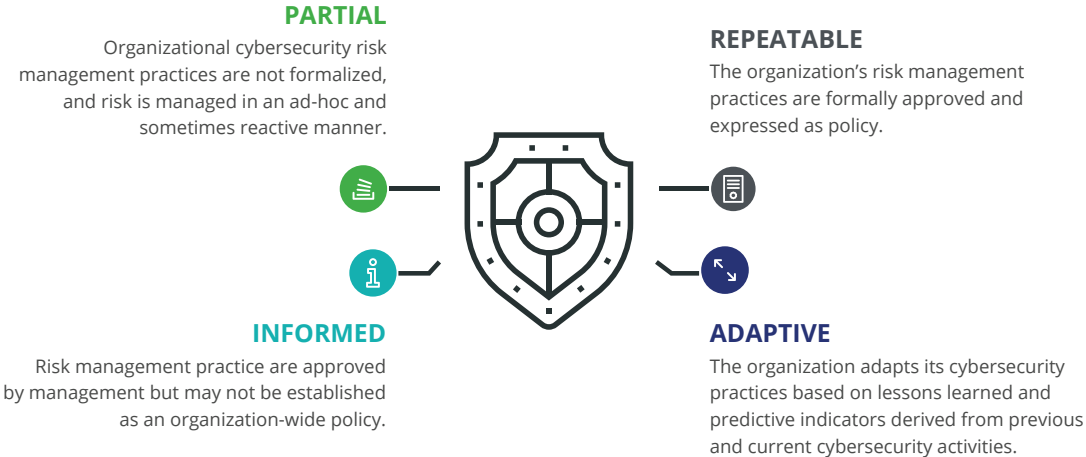 PARTIAL
Organizational cybersecurity risk
management practices are not formalized,
and risk is managed in an ad-hoc and
sometimes reactive manner.
INFORMED
Risk management practice are approved
by management but may not be established
as an organization-wide policy.
REPEATABLE
The organization’s risk management
practices are formally approved and
expressed as policy.
ADAPTIVE
The organization adapts its cybersecurity
practices based on lessons learned and
predictive indicators derived from previous
and current cybersecurity activities.